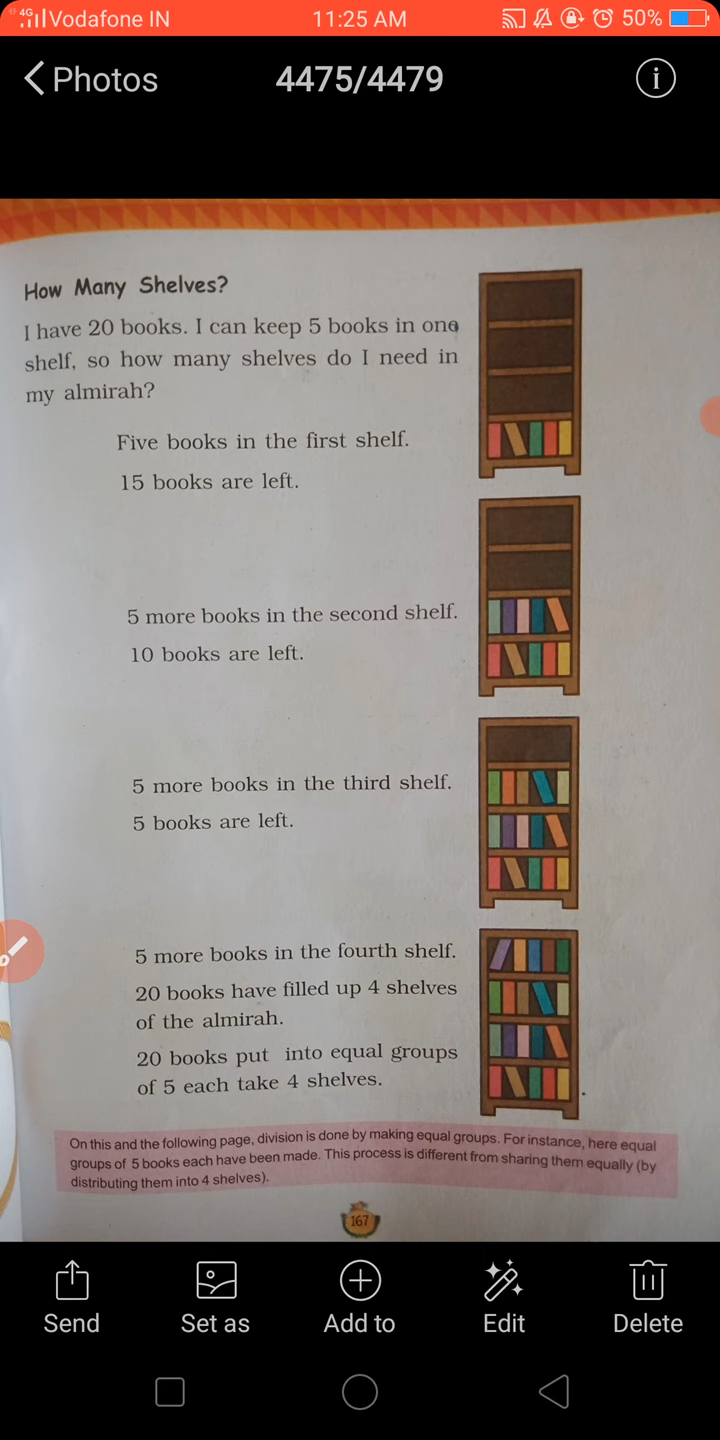 4G Vodafone IN 11:25 AM 50%
Photos 4475/4479
How Many Shelves?
I have 20 books. I can keep 5 books in one
shelf, so how many shelves do I need in
my almirah?
Five books in the first shelf.
15 books are left.
5 more books in the second shelf.
10 books are left.
5 more books in the third shelf.
5 books are left.
5 more books in the fourth shelf.
20 books have filled up 4 shelves
of the almirah.
20 books put into equal groups
of 5 each take 4 shelves.
On this and the following page, division is done by making equal groups. For instance, here equal
groups of 5 books each have been made. This process is different from sharing them equally (by
distributing them into 4 shelves).
167
Send Set as Add to Edit Delete